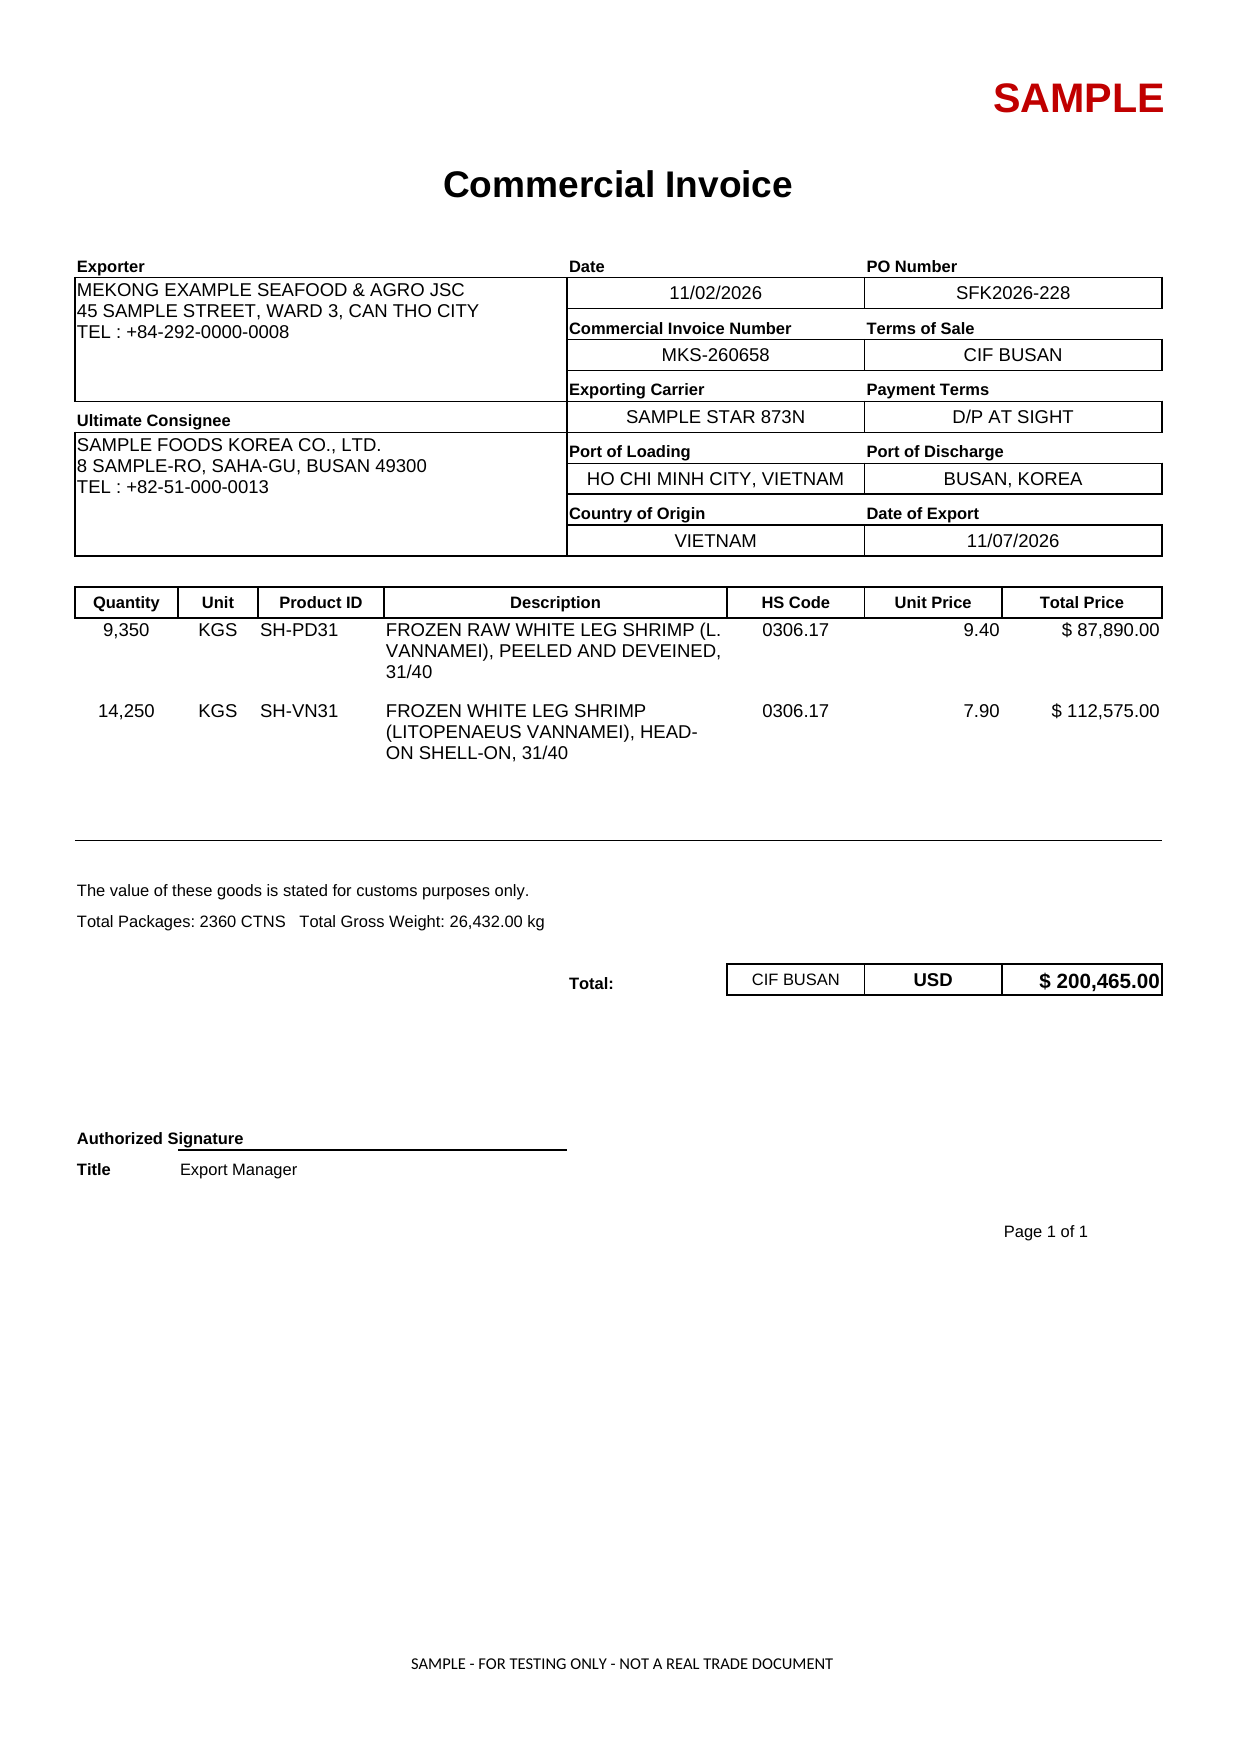 SAMPLE
Commercial Invoice
Exporter
MEKONG EXAMPLE SEAFOOD & AGRO JSC
45 SAMPLE STREET, WARD 3, CAN THO CITY
TEL : +84-292-0000-0008
Date
PO Number
11/02/2026
SFK2026-228
Commercial Invoice Number
Terms of Sale
MKS-260658
CIF BUSAN
Exporting Carrier
Payment Terms
SAMPLE STAR 873N
D/P AT SIGHT
Ultimate Consignee
SAMPLE FOODS KOREA CO., LTD.
8 SAMPLE-RO, SAHA-GU, BUSAN 49300
TEL : +82-51-000-0013
Port of Loading
Port of Discharge
HO CHI MINH CITY, VIETNAM
BUSAN, KOREA
Country of Origin
Date of Export
VIETNAM
11/07/2026
Quantity Unit Product ID Description HS Code Unit Price Total Price
9,350 KGS SH-PD31 FROZEN RAW WHITE LEG SHRIMP (L. 0306.17 9.40 $ 87,890.00
VANNAMEI), PEELED AND DEVEINED,
31/40
14,250 KGS SH-VN31 FROZEN WHITE LEG SHRIMP 0306.17 7.90 $ 112,575.00
(LITOPENAEUS VANNAMEI), HEAD-
ON SHELL-ON, 31/40
The value of these goods is stated for customs purposes only.
Total Packages: 2360 CTNS Total Gross Weight: 26,432.00 kg
Total: CIF BUSAN USD $ 200,465.00
Authorized Signature
Title Export Manager
Page 1 of 1
SAMPLE - FOR TESTING ONLY - NOT A REAL TRADE DOCUMENT